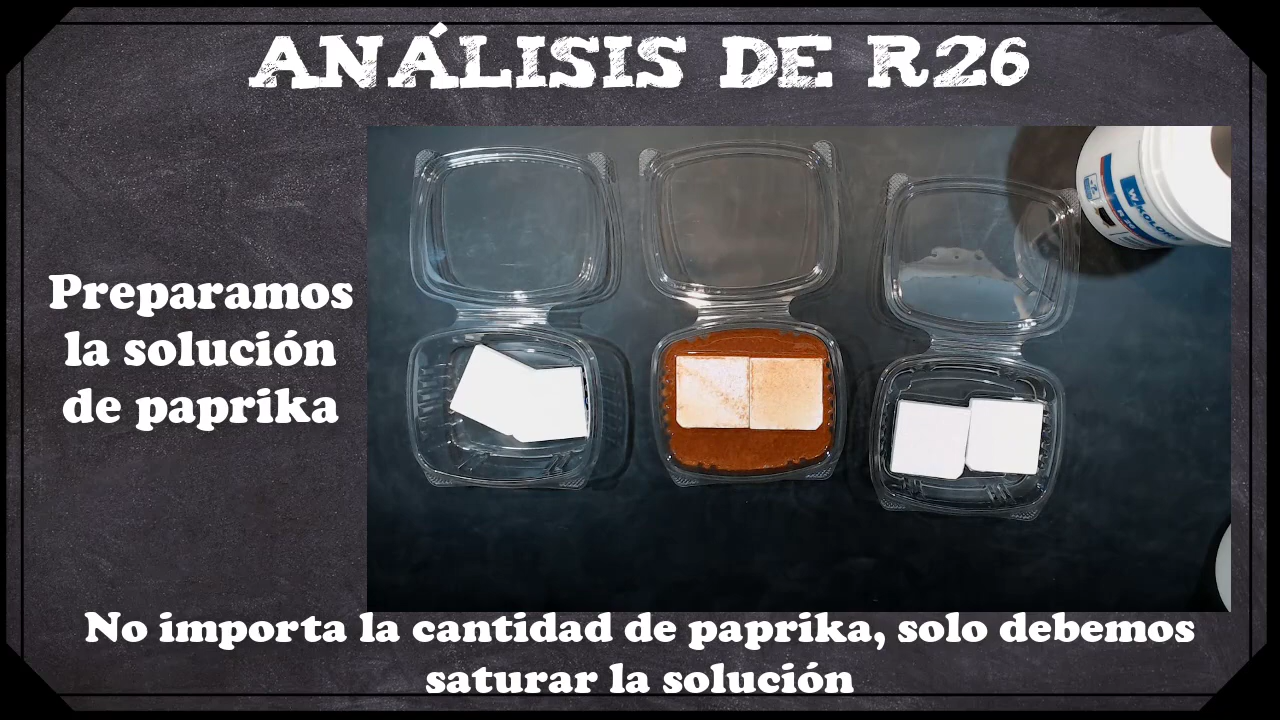 ANÁLISIS DE R26
WKOLOR
Preparamos
la solución
de paprika
No importa la cantidad de paprika, solo debemos
saturar la solución